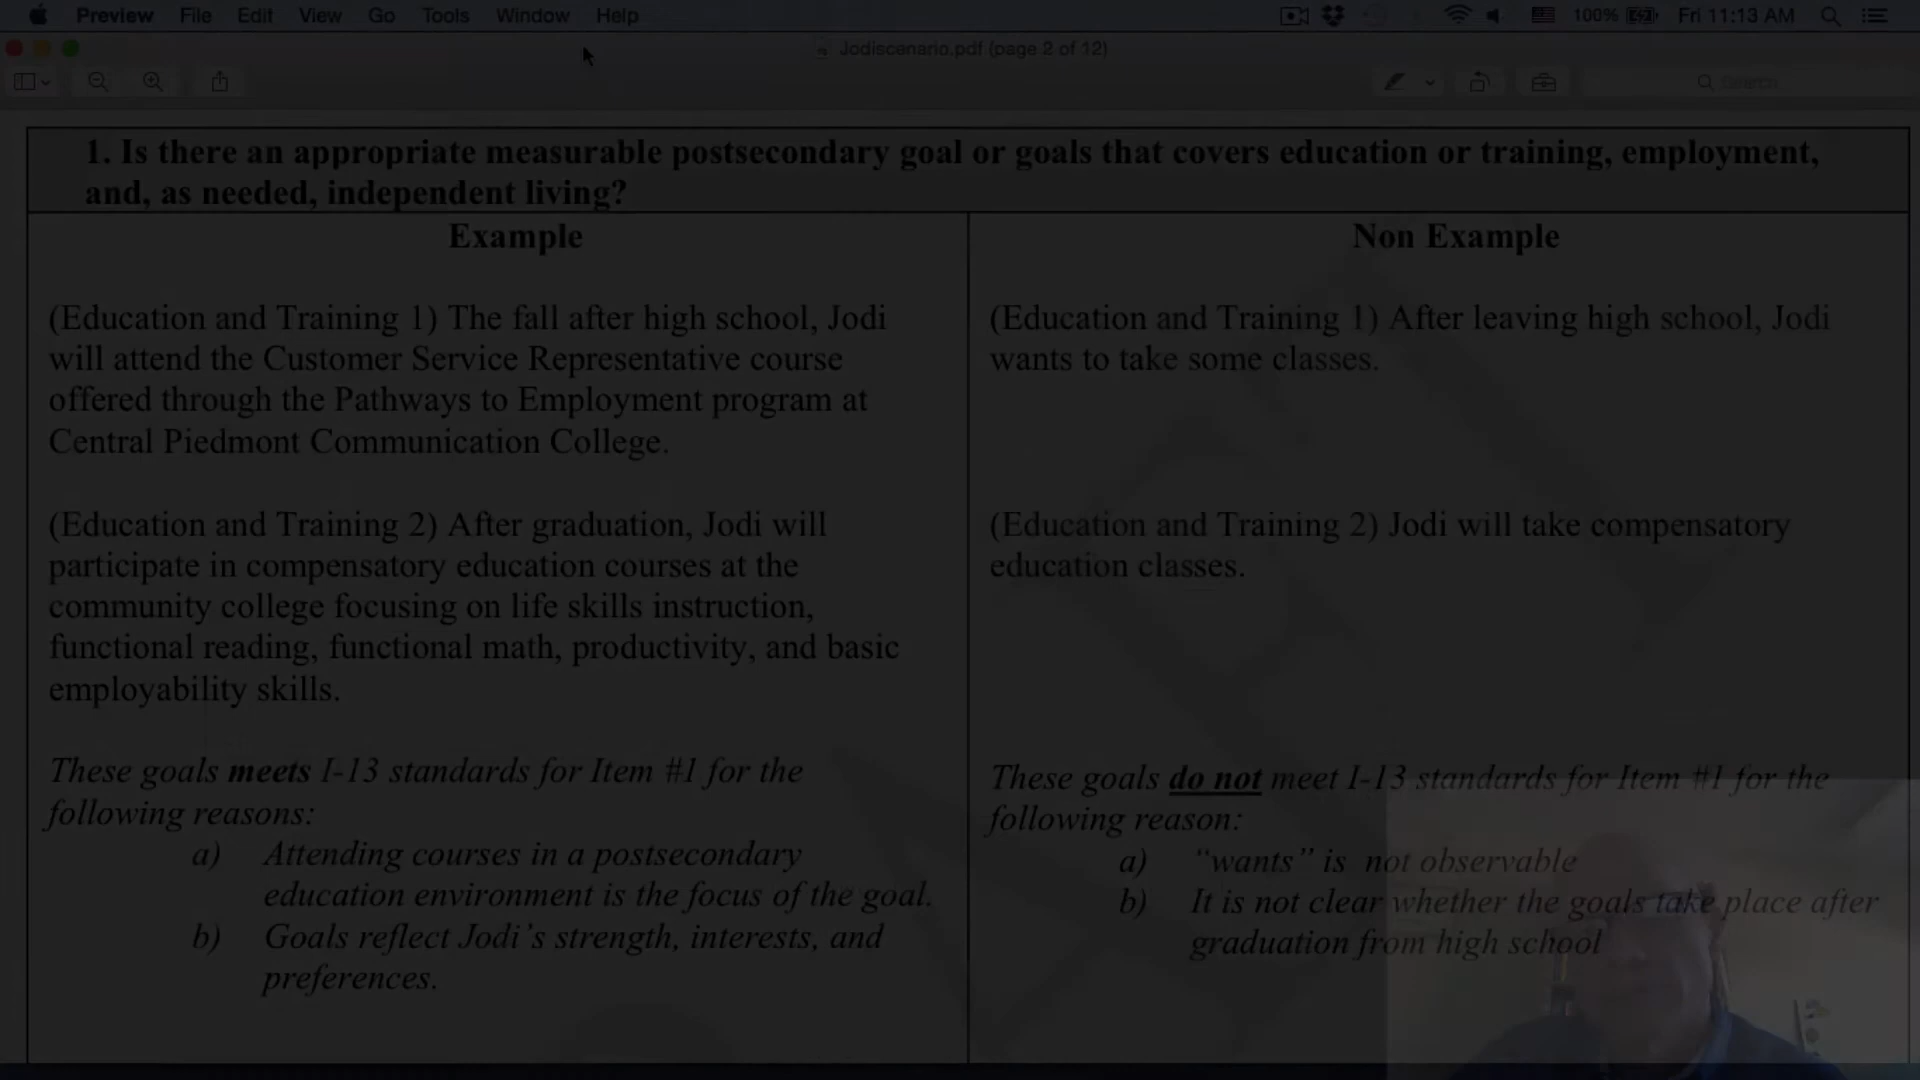 Preview File Edit View Go Tools Window Help 100% Fri 11:13 AM
Jodiscenario.pdf (page 2 of 12)
Search
1. Is there an appropriate measurable postsecondary goal or goals that covers education or training, employment,
and, as needed, independent living?
Example
(Education and Training 1) The fall after high school, Jodi
will attend the Customer Service Representative course
offered through the Pathways to Employment program at
Central Piedmont Communication College.
(Education and Training 2) After graduation, Jodi will
participate in compensatory education courses at the
community college focusing on life skills instruction,
functional reading, functional math, productivity, and basic
employability skills.
These goals meets I-13 standards for Item #1 for the
following reasons:
a) Attending courses in a postsecondary
education environment is the focus of the goal.
b) Goals reflect Jodi's strength, interests, and
preferences.
Non Example
(Education and Training 1) After leaving high school, Jodi
wants to take some classes.
(Education and Training 2) Jodi will take compensatory
education classes.
These goals do not meet I-13 standards for Item #1 for the
following reason:
a) “wants” is not observable
b) It is not clear whether the goals take place after
graduation from high school